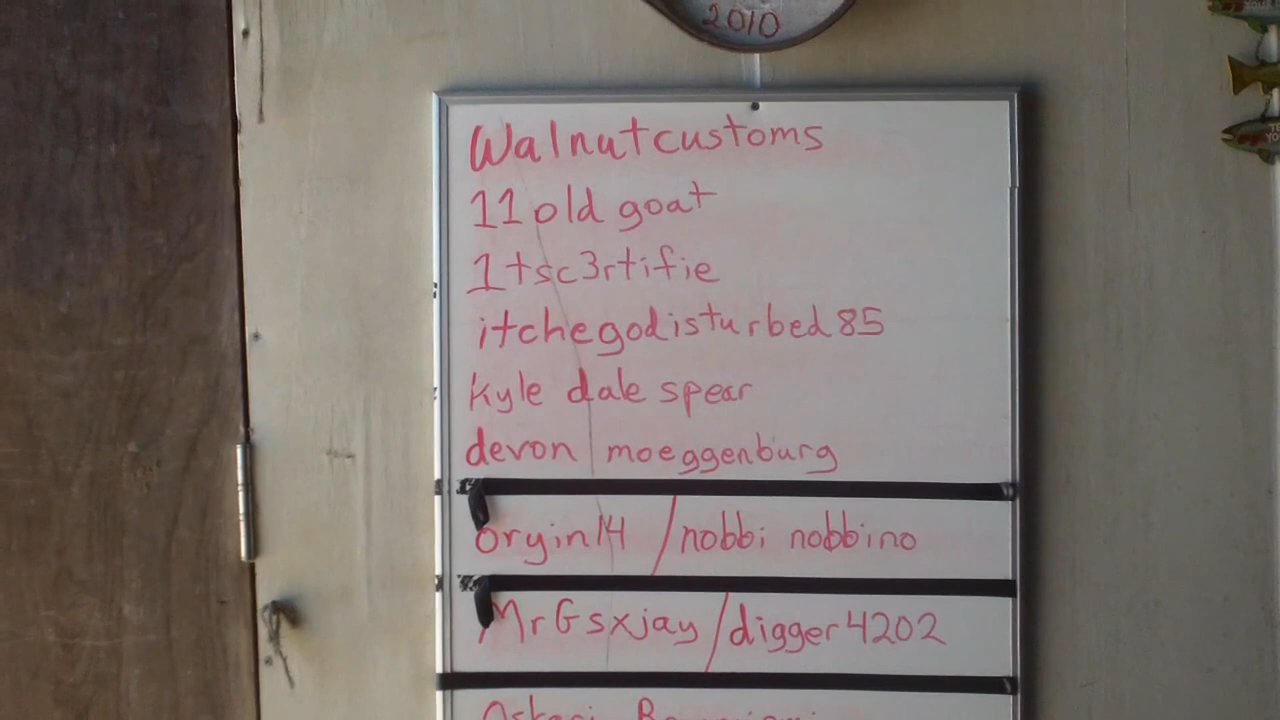 2010
Walnutcustoms
11old goat
1tsc3rtifie
itchegodisturbed85
kyle dale spear
devon moeggenburg
oryin14 /nobbi nobbino
MrGsxjay/digger4202